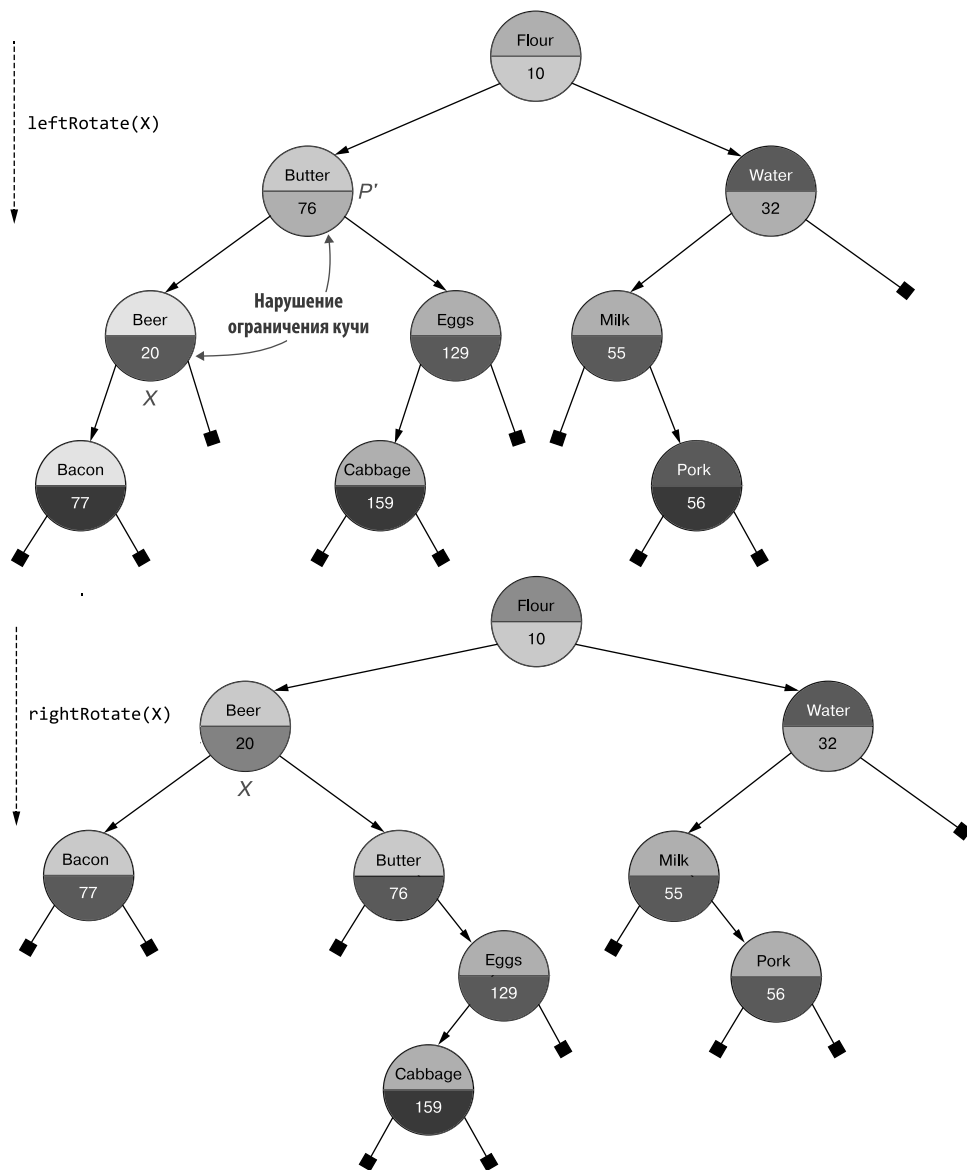 Flour
10
leftRotate(X)
Butter
76
P'
Water
32
Нарушение
ограничения кучи
Beer
20
X
Eggs
129
Milk
55
Bacon
77
Cabbage
159
Pork
56
Flour
10
rightRotate(X)
Beer
20
X
Water
32
Bacon
77
Butter
76
Milk
55
Eggs
129
Pork
56
Cabbage
159